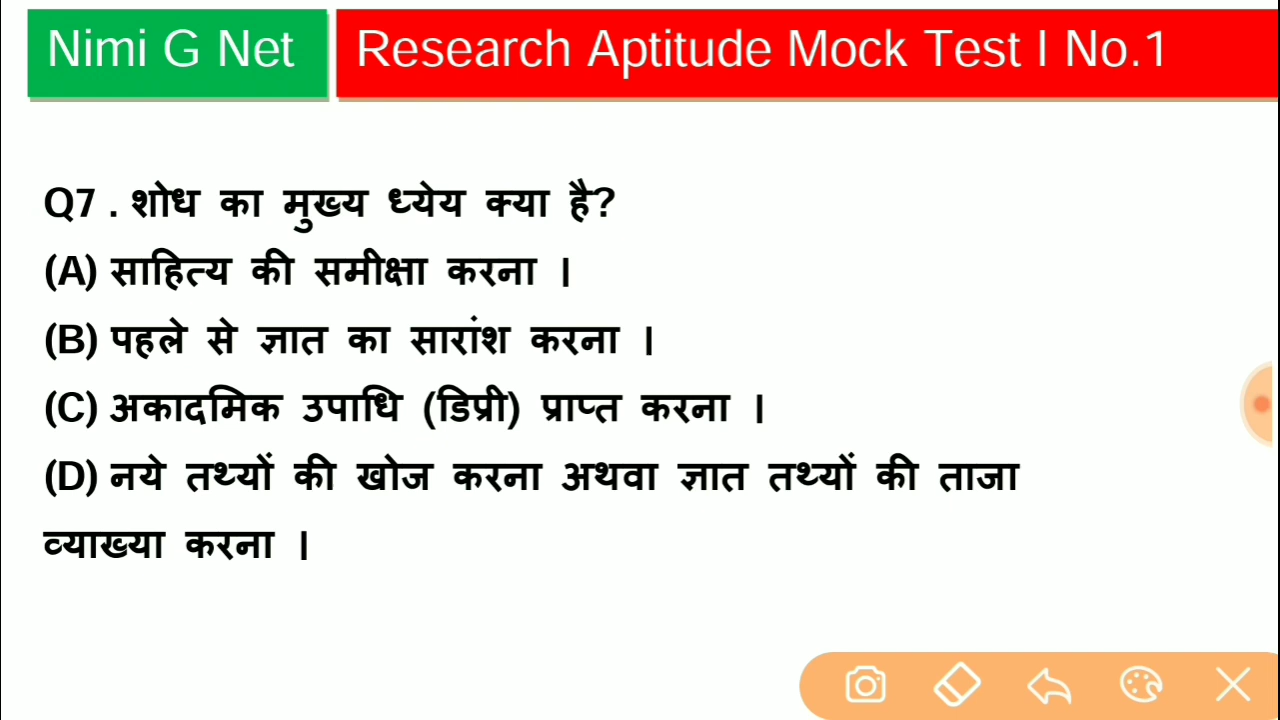 Nimi G Net Research Aptitude Mock Test I No.1
Q7 . शोध का मुख्य ध्येय क्या है?
(A) साहित्य की समीक्षा करना ।
(B) पहले से ज्ञात का सारांश करना ।
(C) अकादमिक उपाधि (डिप्री) प्राप्त करना ।
(D) नये तथ्यों की खोज करना अथवा ज्ञात तथ्यों की ताजा
व्याख्या करना ।